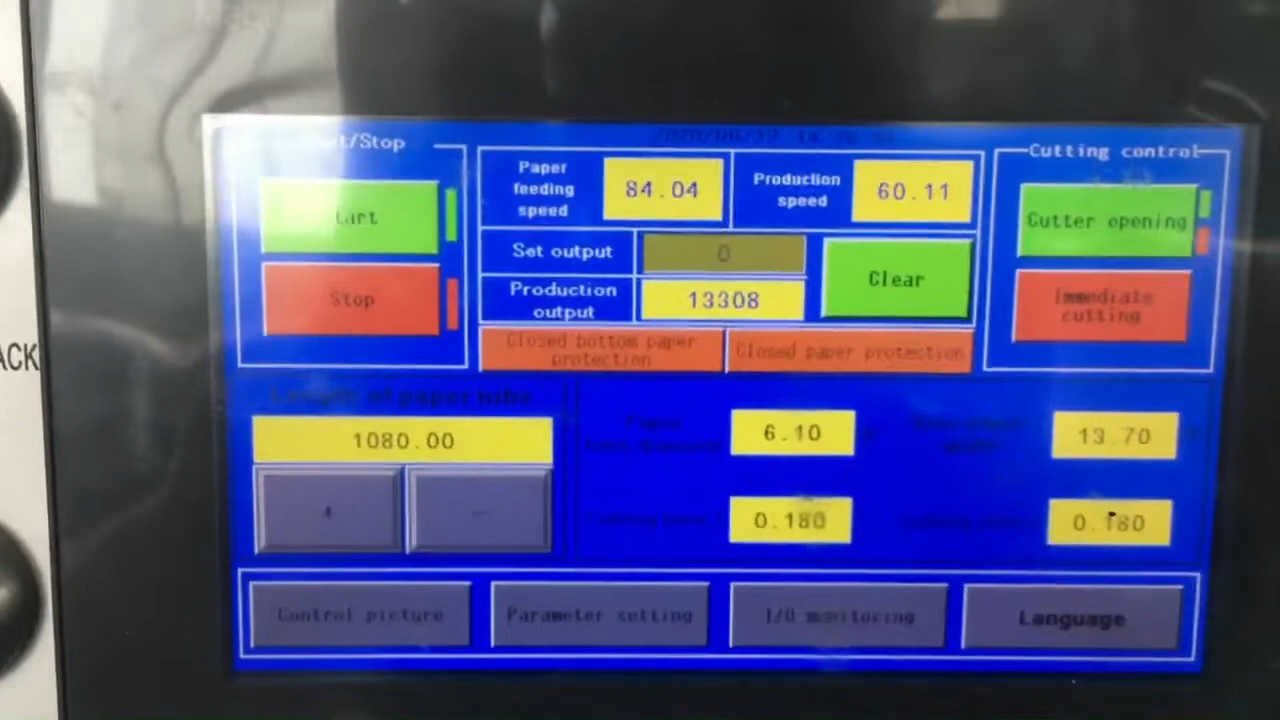 /Stop
Cutting control
Paper
feeding
speed
84.04
Production
speed
60.11
Start
Cutter opening
Set output
0
Clear
Stop
Production
output
13308
Immediate
cutting
Closed bottom paper
protection
Closed paper protection
ACK
Length of paper tube
1080.00
6.10
13.70
-
0.180
0.180
Control picture
Parameter setting
I/O monitoring
Language